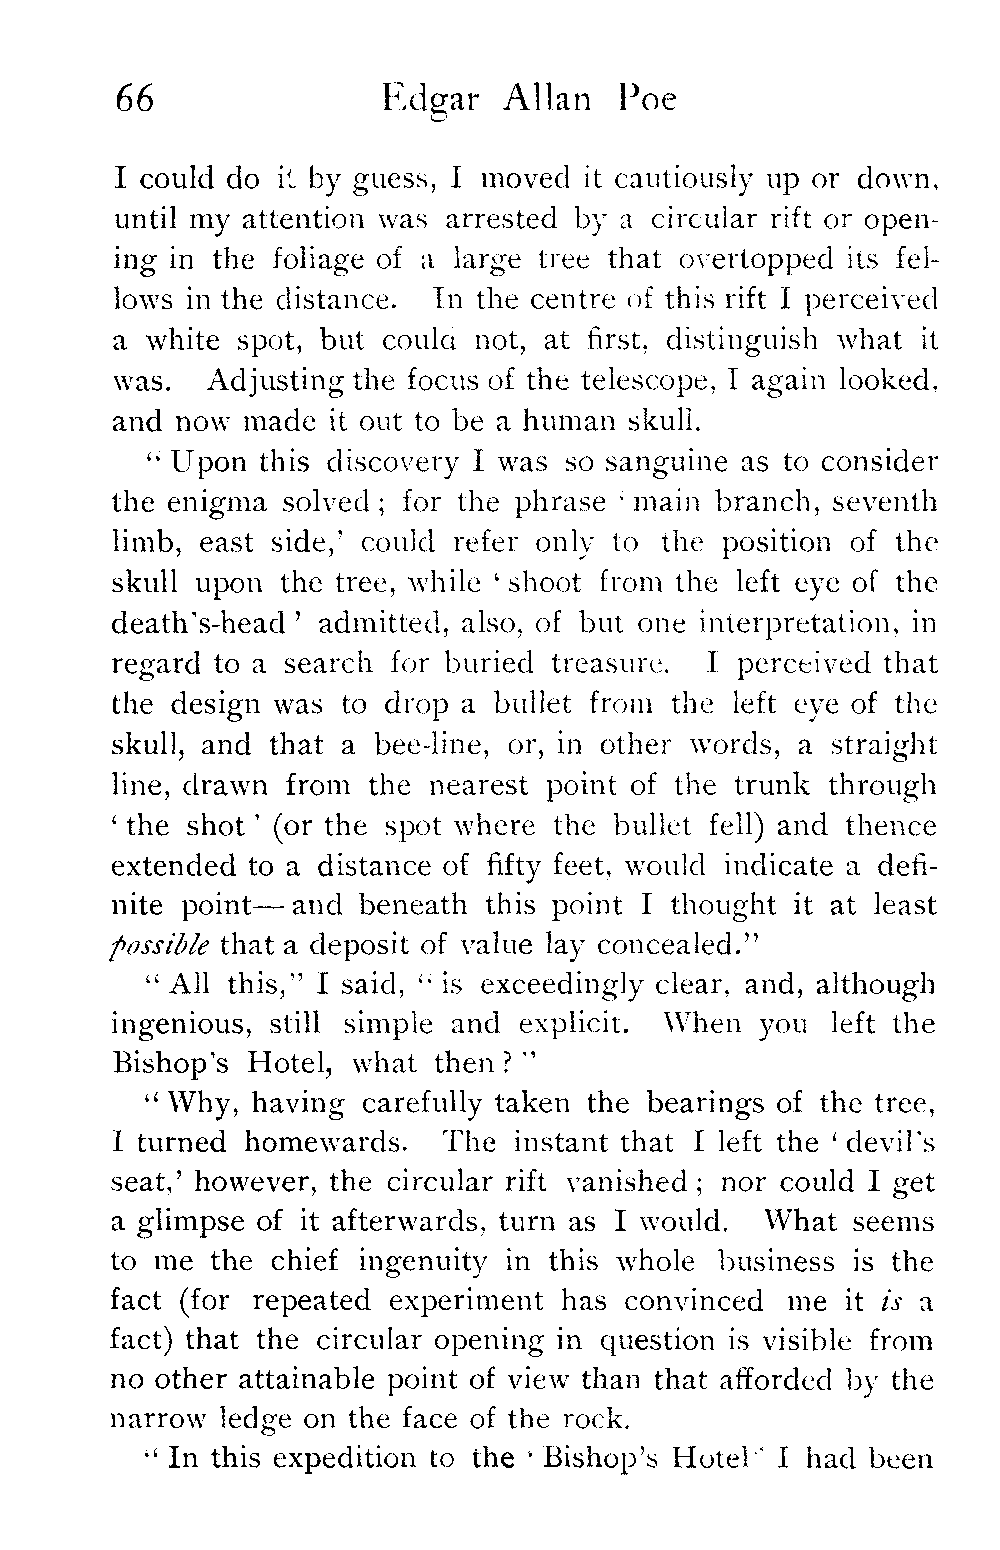 66 Edgar Allan Poe
I could do it by guess, I moved it cautiously up or down,
until my attention was arrested by a circular rift or open-
ing in the foliage of a large tree that overtopped its fel-
lows in the distance. In the centre of this rift I perceived
a white spot, but could not, at first, distinguish what it
was. Adjusting the focus of the telescope, I again looked,
and now made it out to be a human skull.
“ Upon this discovery I was so sanguine as to consider
the enigma solved ; for the phrase ‘ main branch, seventh
limb, east side,’ could refer only to the position of the
skull upon the tree, while ‘ shoot from the left eye of the
death's-head ’ admitted, also, of but one interpretation, in
regard to a search for buried treasure. I perceived that
the design was to drop a bullet from the left eye of the
skull, and that a bee-line, or, in other words, a straight
line, drawn from the nearest point of the trunk through
‘ the shot ’ (or the spot where the bullet fell) and thence
extended to a distance of fifty feet, would indicate a defi-
nite point— and beneath this point I thought it at least
possible that a deposit of value lay concealed.”
“ All this,” I said, “ is exceedingly clear, and, although
ingenious, still simple and explicit. When you left the
Bishop's Hotel, what then ? ”
“ Why, having carefully taken the bearings of the tree,
I turned homewards. The instant that I left the ‘ devil's
seat,’ however, the circular rift vanished ; nor could I get
a glimpse of it afterwards, turn as I would. What seems
to me the chief ingenuity in this whole business is the
fact (for repeated experiment has convinced me it is a
fact) that the circular opening in question is visible from
no other attainable point of view than that afforded by the
narrow ledge on the face of the rock.
“ In this expedition to the ‘ Bishop's Hotel ’ I had been